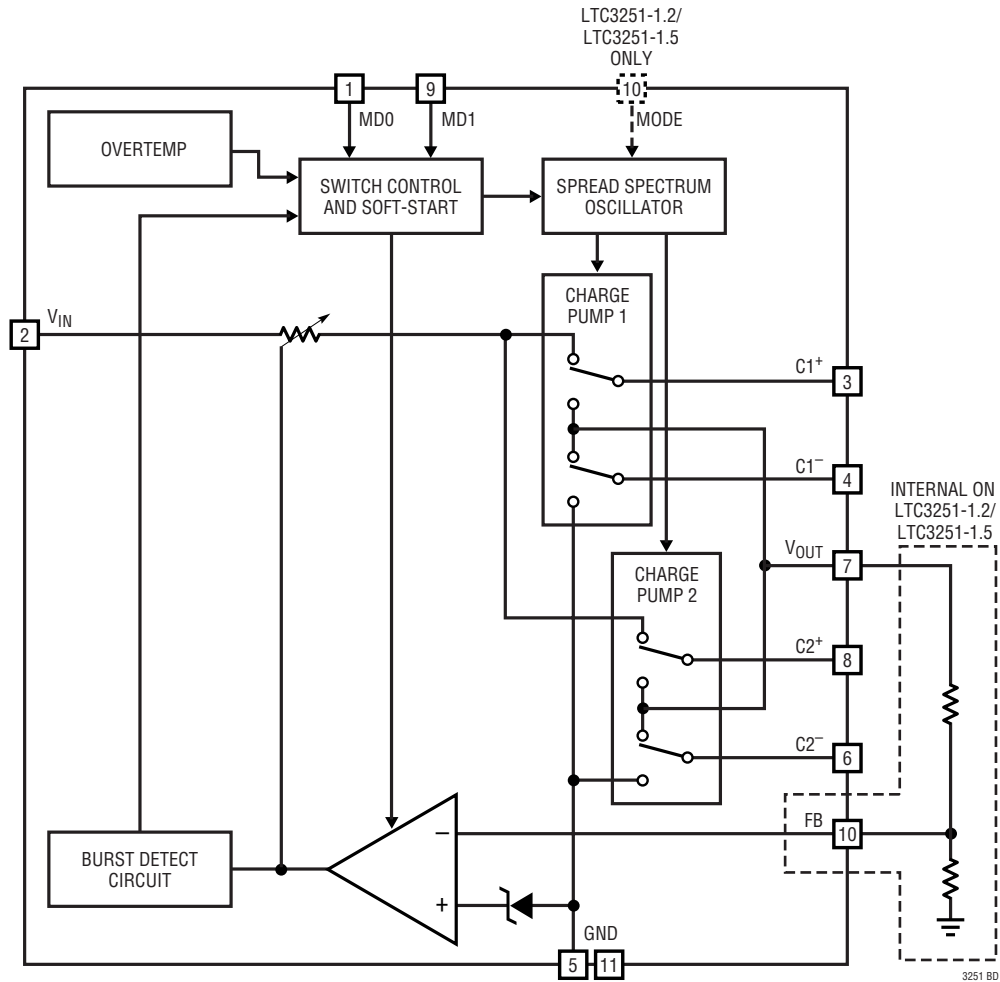 LTC3251-1.2/
LTC3251-1.5
ONLY
1
9
10
MD0
MD1
MODE
OVERTEMP
SWITCH CONTROL
AND SOFT-START
SPREAD SPECTRUM
OSCILLATOR
CHARGE
PUMP 1
2
VIN
C1+
3
C1–
4
INTERNAL ON
LTC3251-1.2/
LTC3251-1.5
VOUT
7
CHARGE
PUMP 2
C2+
8
C2–
6
FB
10
–
+
BURST DETECT
CIRCUIT
GND
5
11
3251 BD